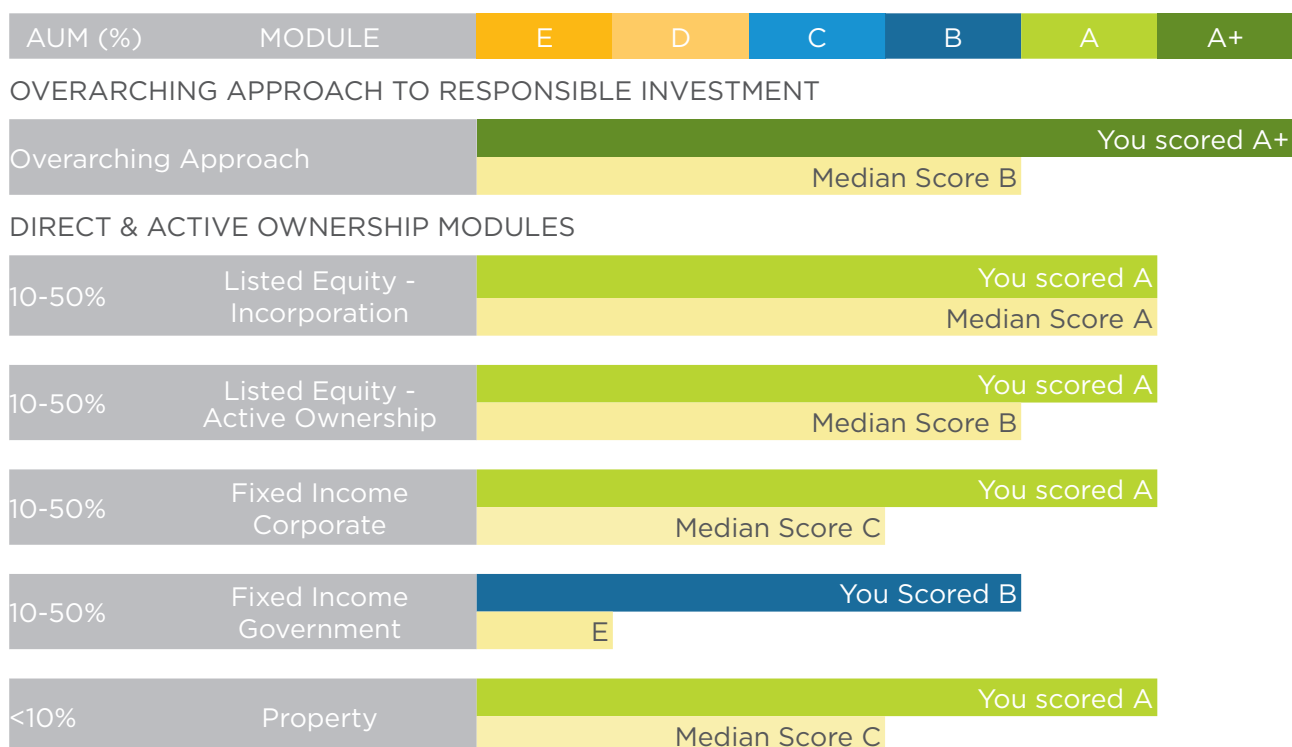 AUM (%) MODULE E D C B A A+
OVERARCHING APPROACH TO RESPONSIBLE INVESTMENT
Overarching Approach
You scored A+
Median Score B
DIRECT & ACTIVE OWNERSHIP MODULES
10-50%
Listed Equity -
Incorporation
You scored A
Median Score A
10-50%
Listed Equity -
Active Ownership
You scored A
Median Score B
10-50%
Fixed Income
Corporate
You scored A
Median Score C
10-50%
Fixed Income
Government
You Scored B
E
<10%
Property
You scored A
Median Score C